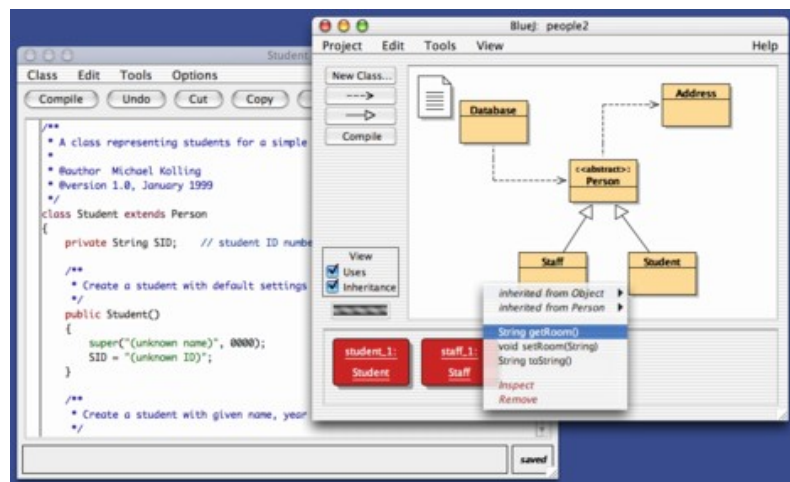 Student
Class Edit Tools Options
Compile Undo Cut Copy
/**
* A class representing students for a simple
*
* @author Michael Kolling
* @version 1.0, January 1999
*/
class Student extends Person
{
private String SID; // student ID numbe
/**
* Create a student with default settings
*/
public Student()
{
super("(unknown name)", 0000);
SID = "(unknown ID)";
}
/**
* Create a student with given name, year
*/
saved
BlueJ: people2
Project Edit Tools View Help
New Class...
Compile
View
Uses
Inheritance
Database
Address
<<abstract>>:
Person
Staff
Student
inherited from Object
inherited from Person
String getRoom()
void setRoom(String)
String toString()
Inspect
Remove
student_1:
Student
staff_1:
Staff